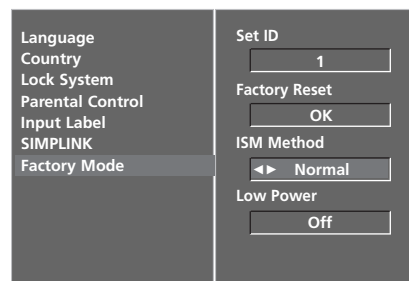 Language
Country
Lock System
Parental Control
Input Label
SIMPLINK
Factory Mode
Set ID
1
Factory Reset
OK
ISM Method
◄► Normal
Low Power
Off